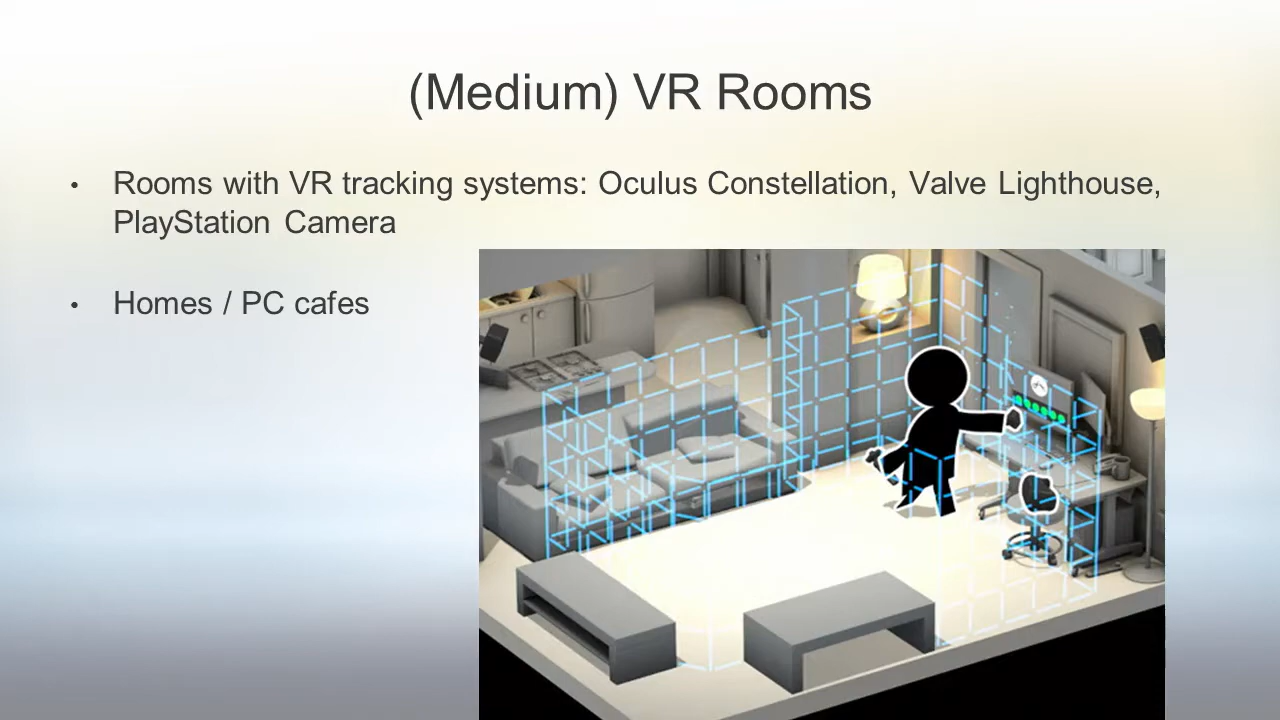 (Medium) VR Rooms
• Rooms with VR tracking systems: Oculus Constellation, Valve Lighthouse,
PlayStation Camera
• Homes / PC cafes